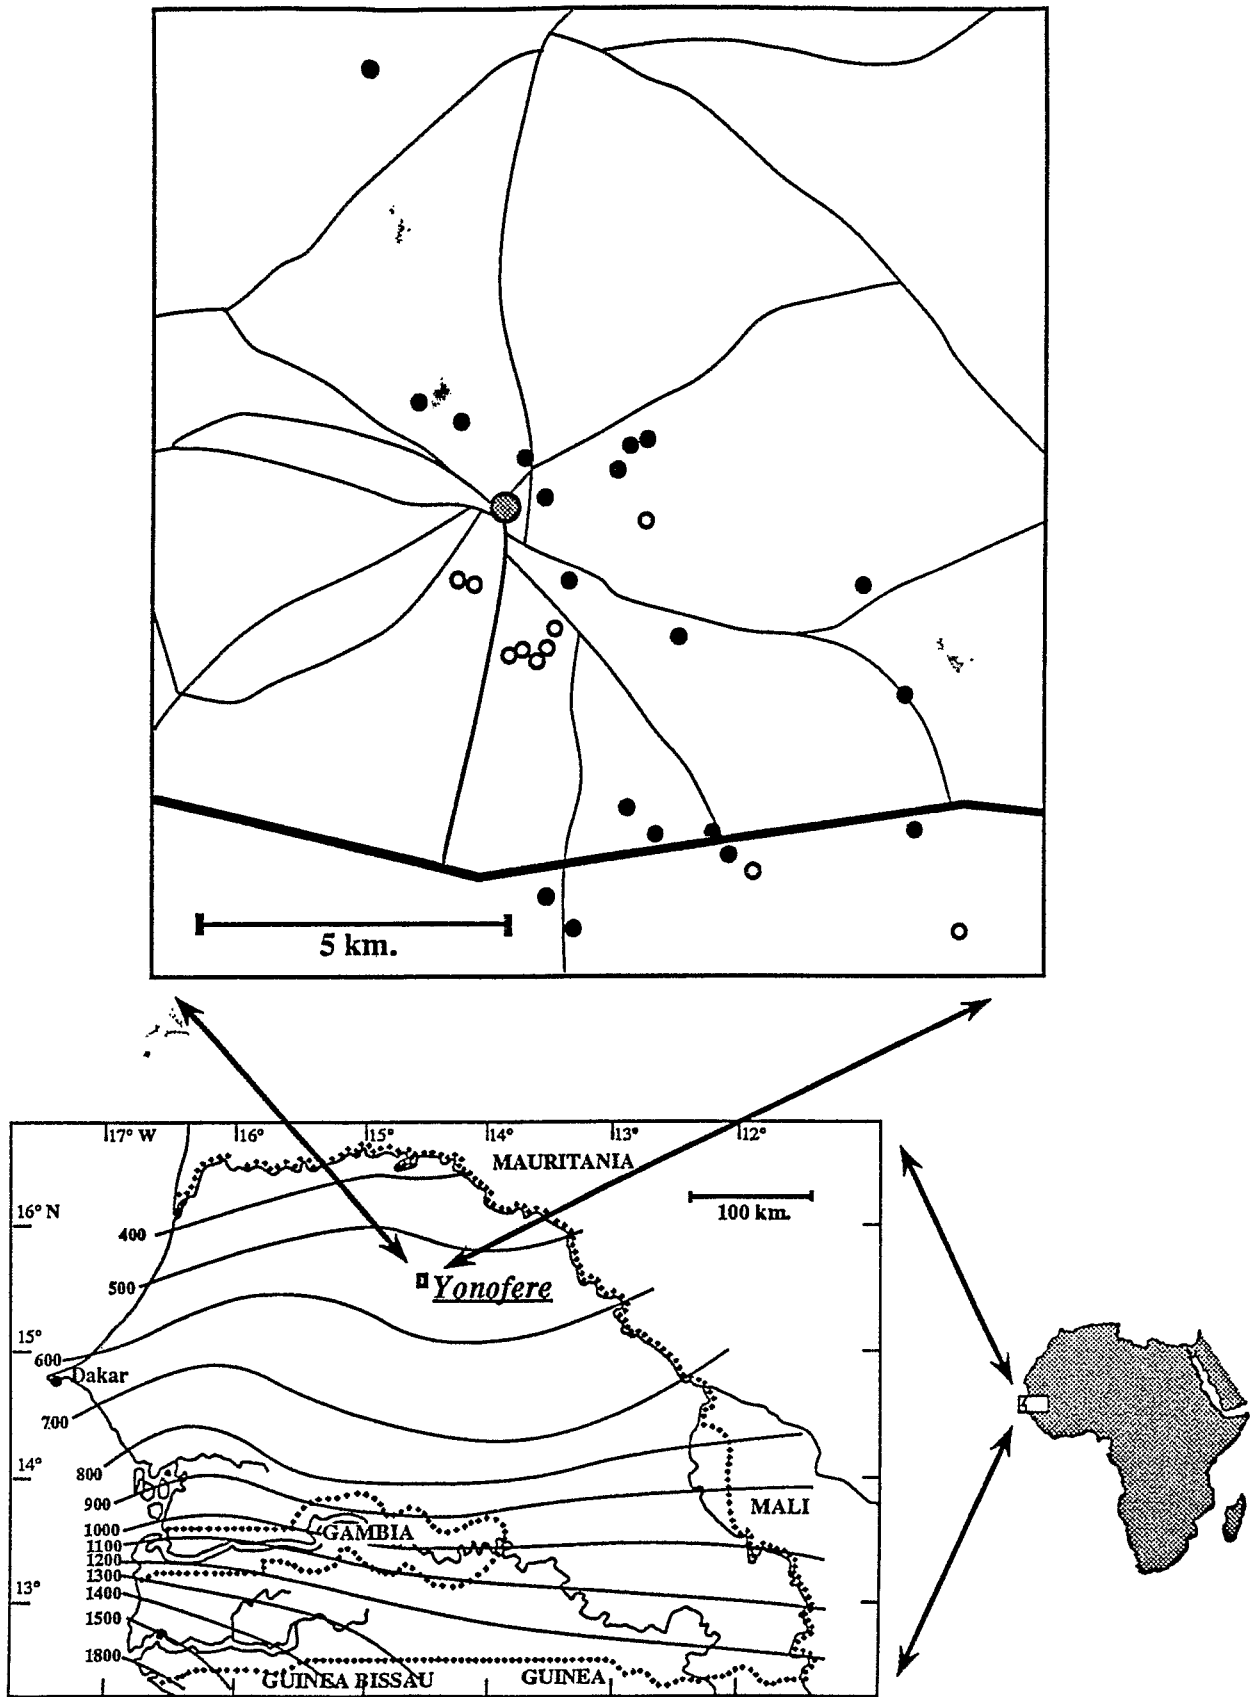 5 km.
17° W
16°
15°
14°
13°
12°
MAURITANIA
100 km.
16° N
400
500
Yonofere
15°
600
Dakar
700
14°
800
900
MALI
1000
GAMBIA
1100
1200
1300
13°
1400
1500
1800
GUINEA BISSAU
GUINEA